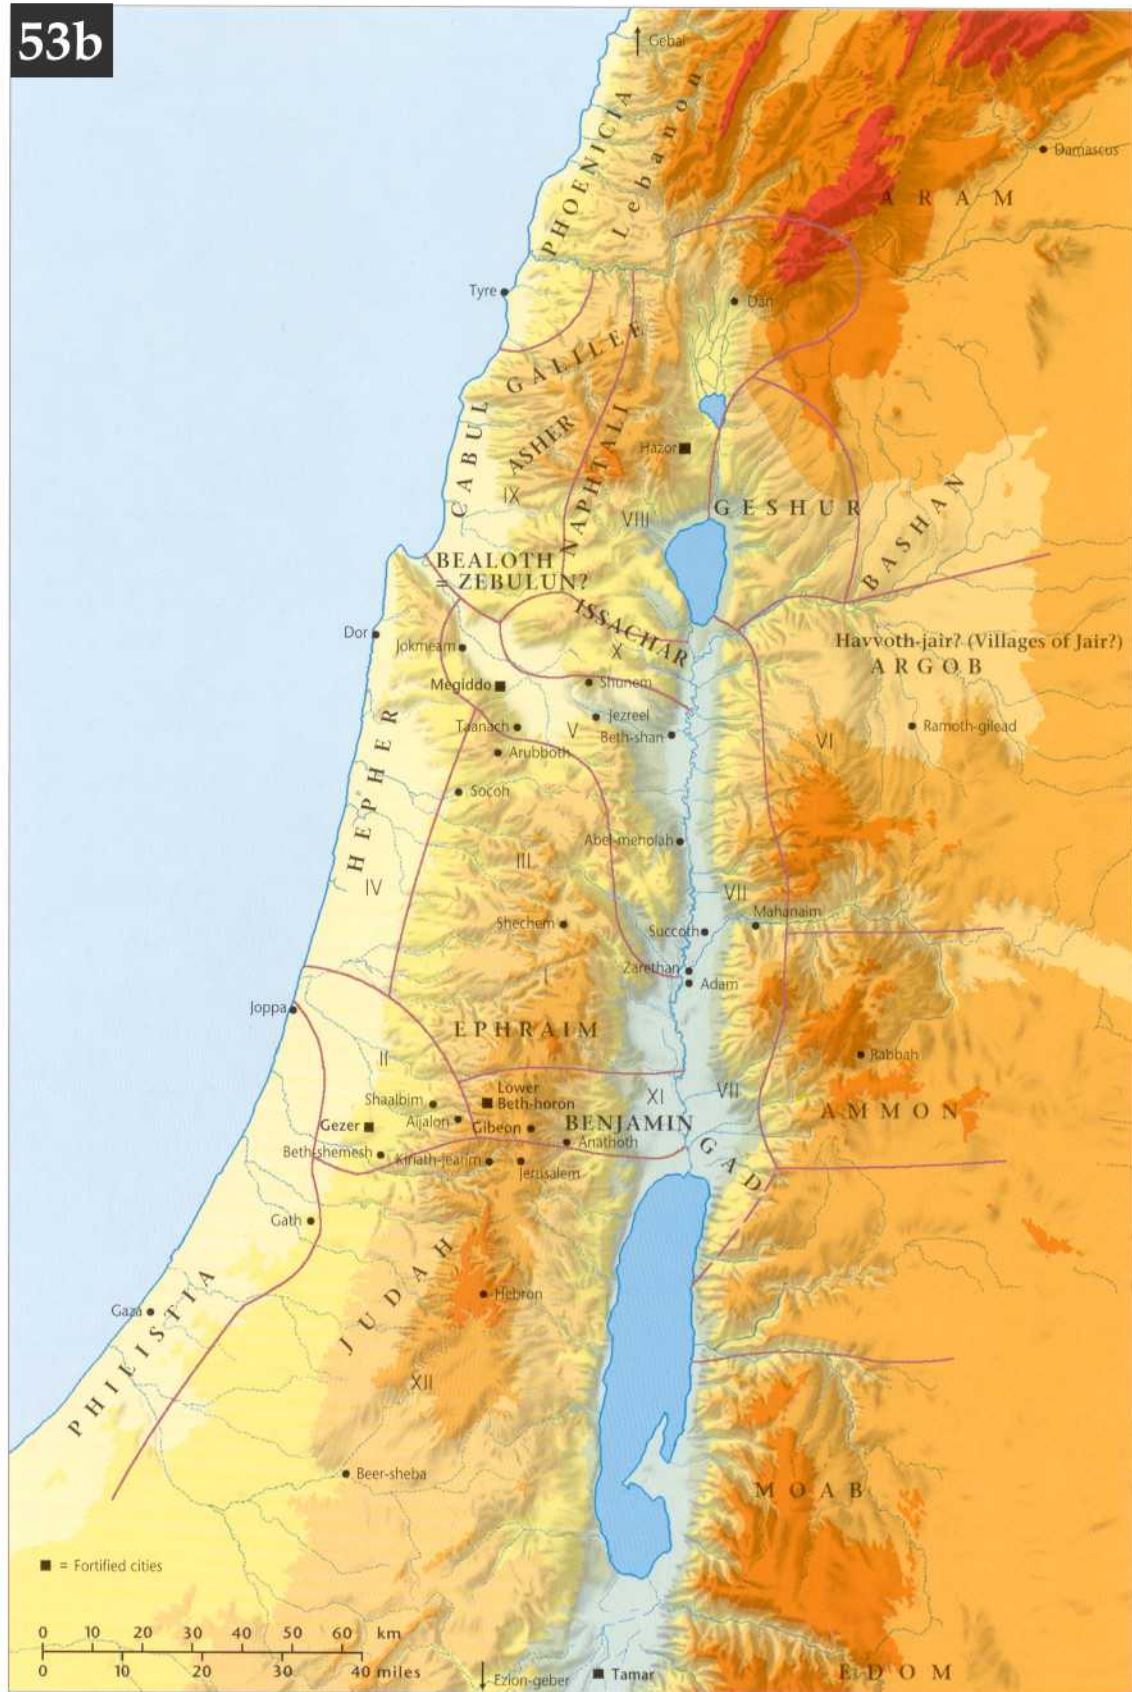 53b
Gebal
PHOENICIA
Lebanon
Damascus
ARAM
Tyre
Dan
GALILEE
CABUL
ASHER
NAPHTALI
Hazor
IX
VIII
GESHUR
BASHAN
BEALOTH
= ZEBULUN?
ISSACHAR
X
Dor
Jokmeam
Havvoth-jair? (Villages of Jair?)
ARGOB
Megiddo
Shunem
Taanach
V
Jezreel
Beth-shan
Ramoth-gilead
VI
Arubboth
HEPHER
Socoh
Abel-meholah
III
IV
VII
Shechem
Mahanaim
Succoth
Zarethan
Adam
I
Joppa
EPHRAIM
II
Rabbah
Lower
Beth-horon
XI
VII
Shaalbim
AMMON
Gezer
Aijalon
Gibeon
BENJAMIN
Anathoth
Beth-shemesh
Kiriath-jearim
Jerusalem
GAD
Gath
JUDAH
Hebron
Gaza
PHILISTIA
XII
Beer-sheba
MOAB
= Fortified cities
0 10 20 30 40 50 60 km
0 10 20 30 40 miles
Ezion-geber
Tamar
EDOM